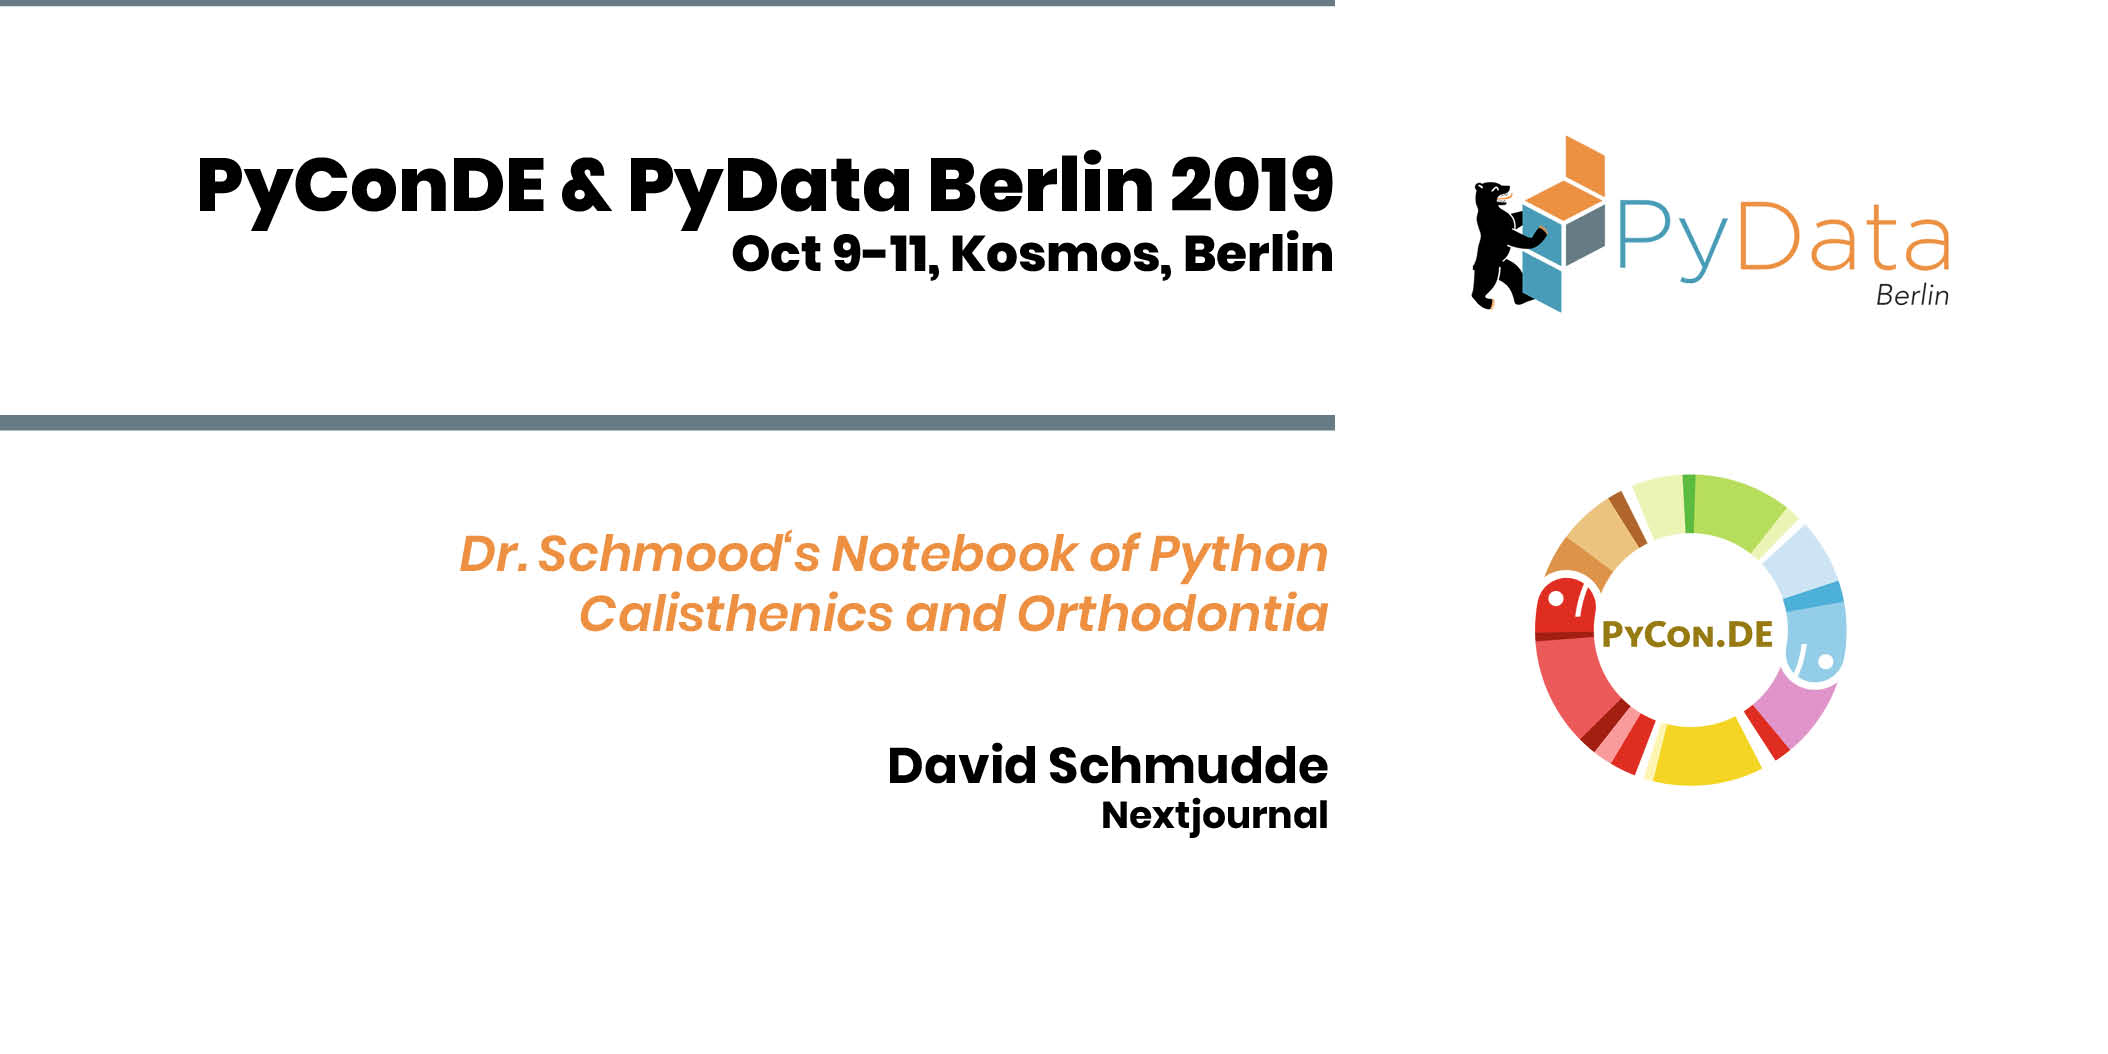 PyConDE & PyData Berlin 2019
Oct 9-11, Kosmos, Berlin
PyData
Berlin
Dr. Schmood‘s Notebook of Python
Calisthenics and Orthodontia
PyCon.DE
David Schmudde
Nextjournal